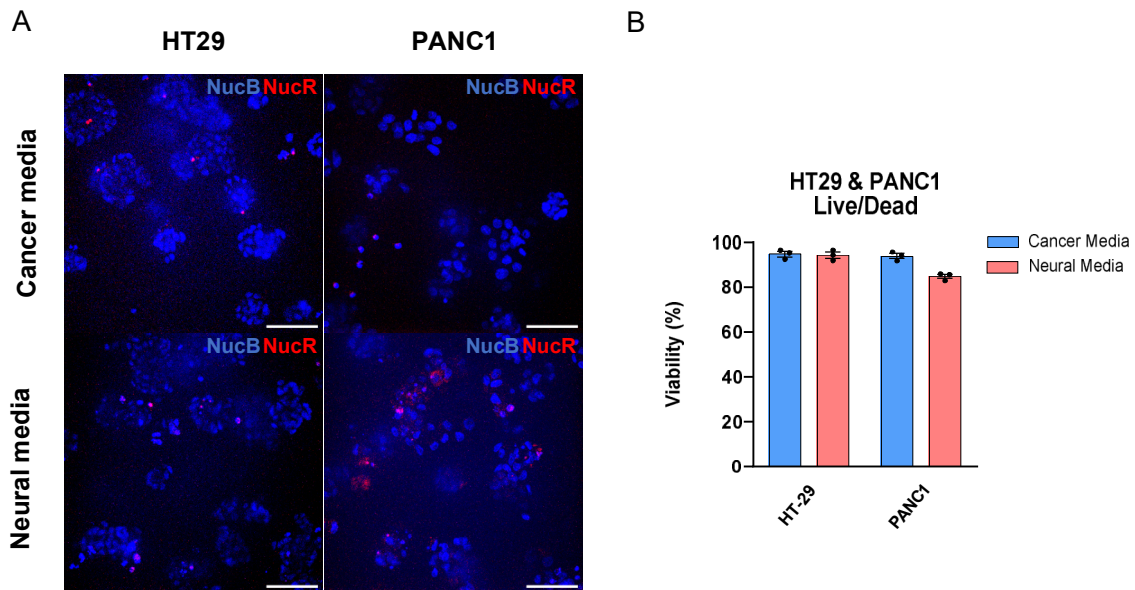 A
HT29
PANC1
Cancer media
NucB NucR
NucB NucR
Neural media
NucB NucR
NucB NucR
B
HT29 & PANC1
Live/Dead
Viability (%)
100
80
60
40
20
0
HT-29
PANC1
Cancer Media
Neural Media